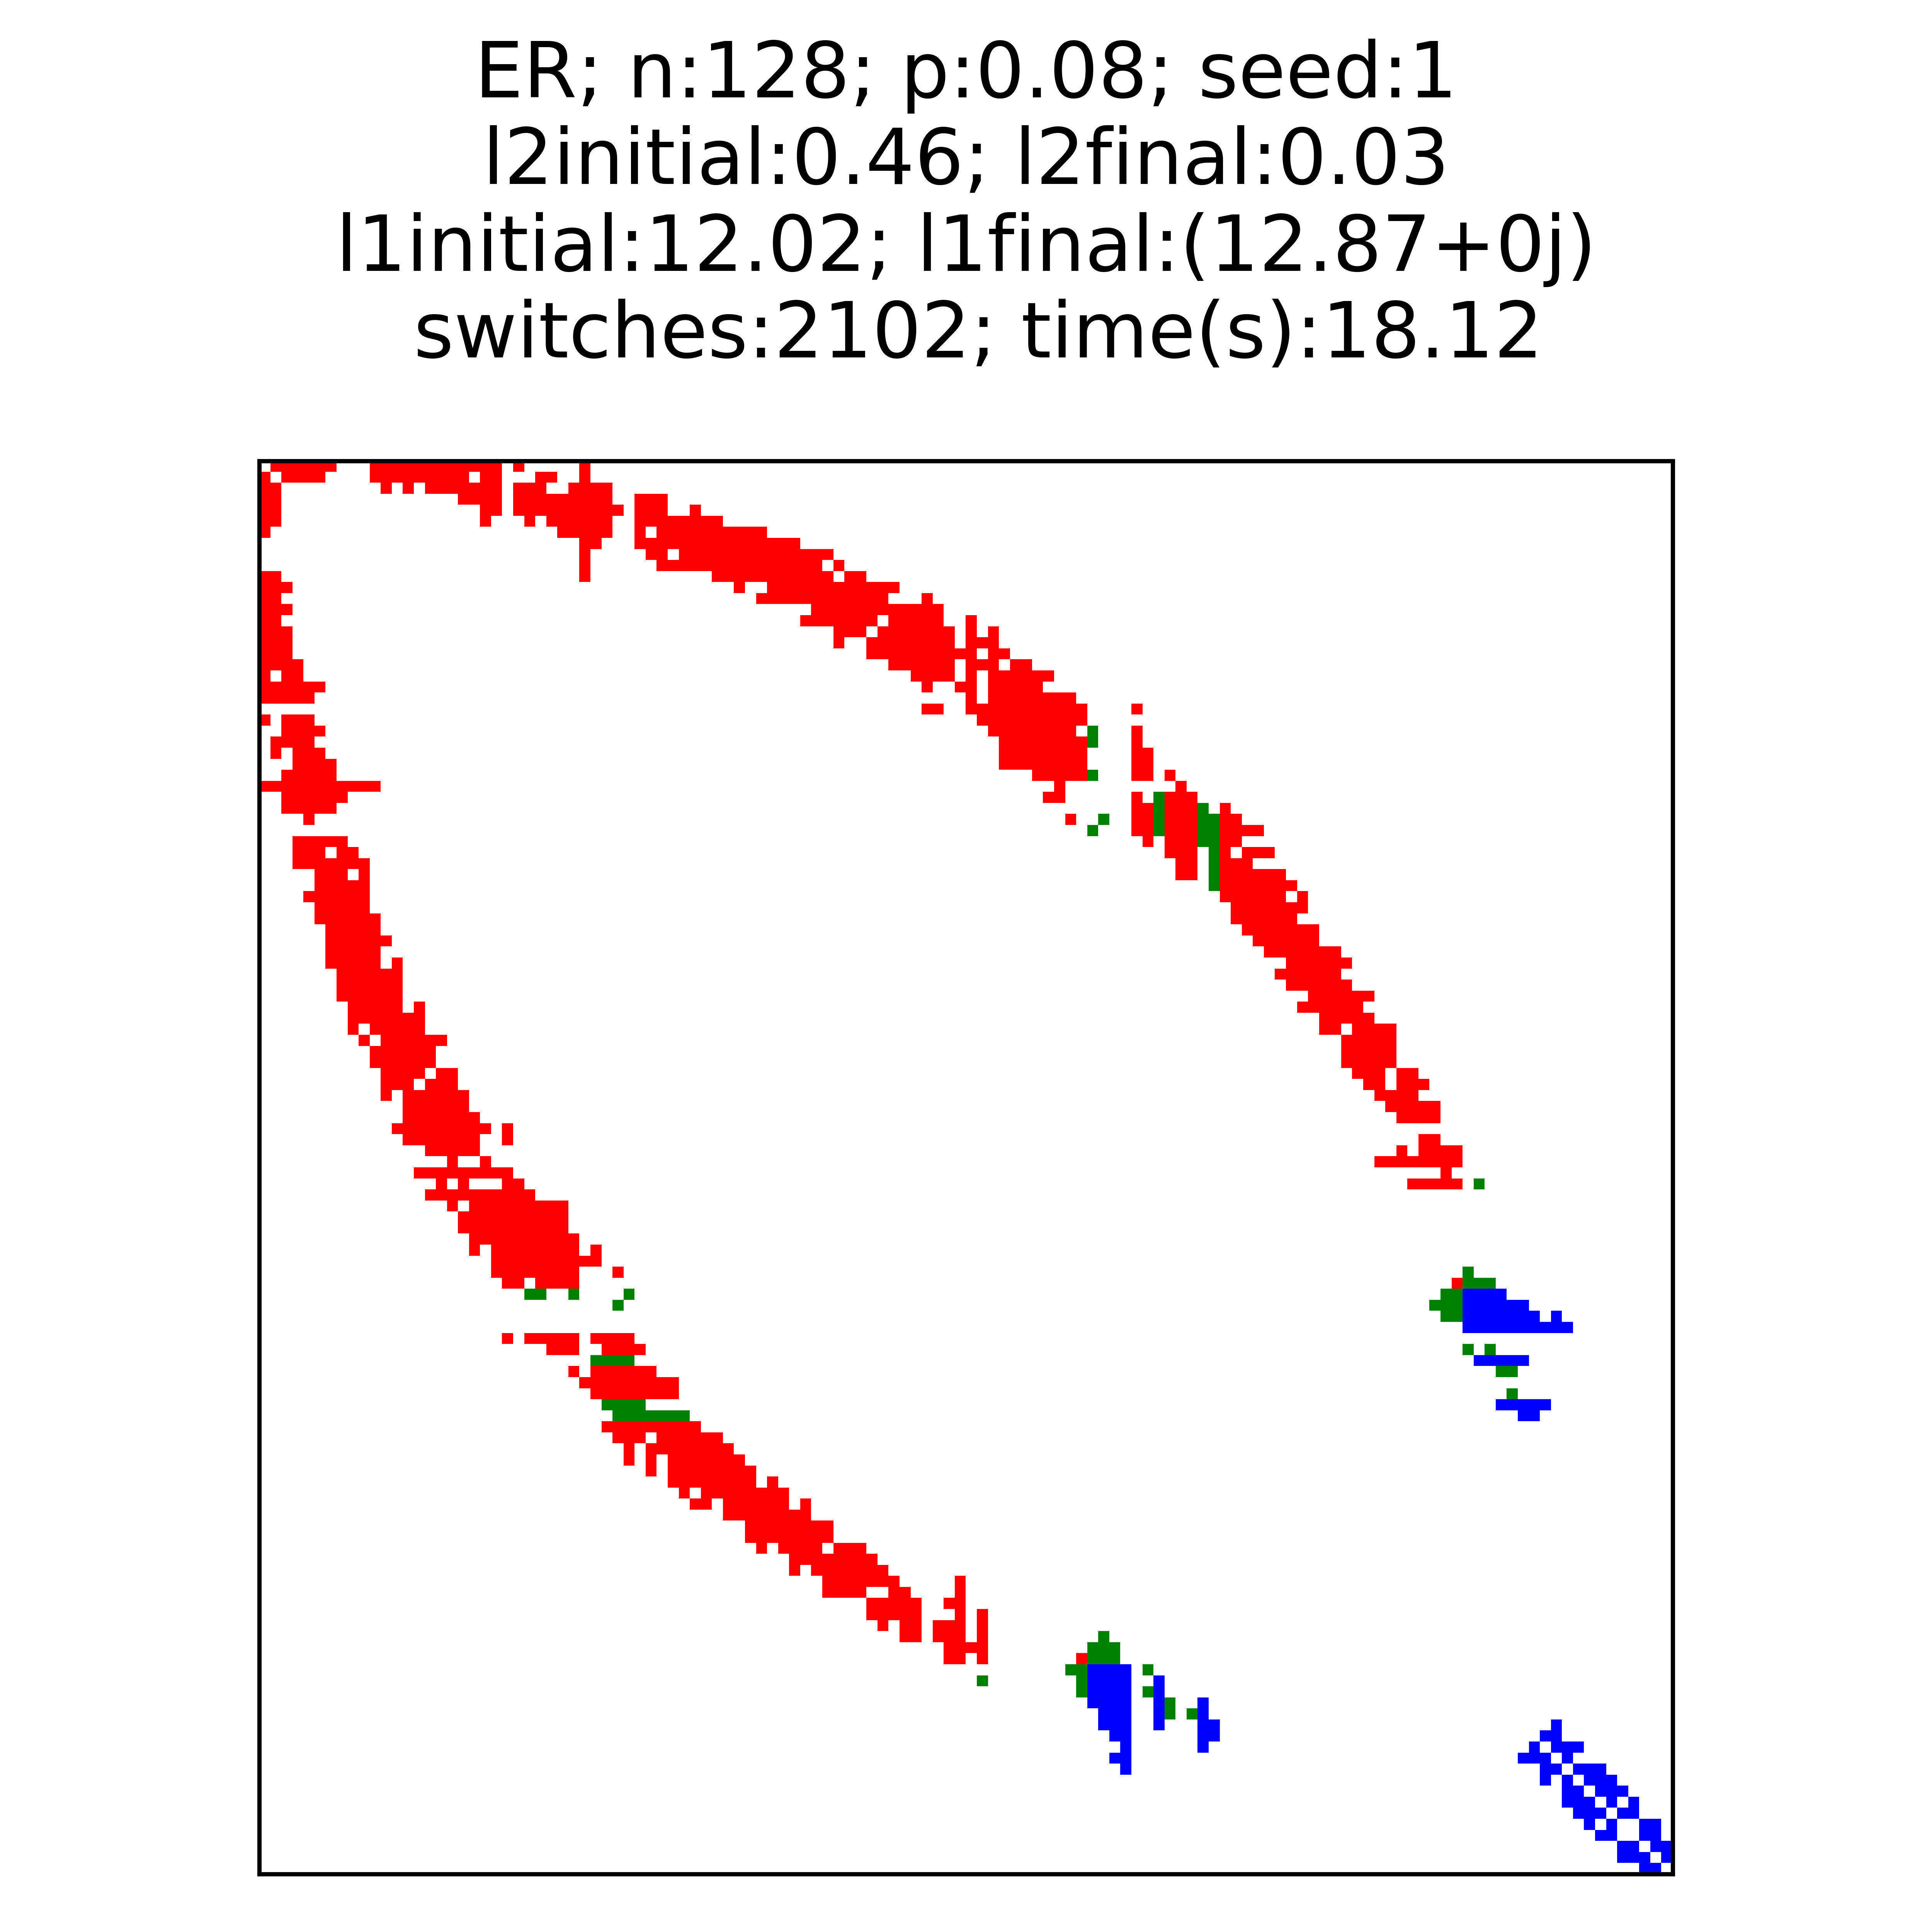 ER; n:128; p:0.08; seed:1
l2initial:0.46; l2final:0.03
l1initial:12.02; l1final:(12.87+0j)
switches:2102; time(s):18.12